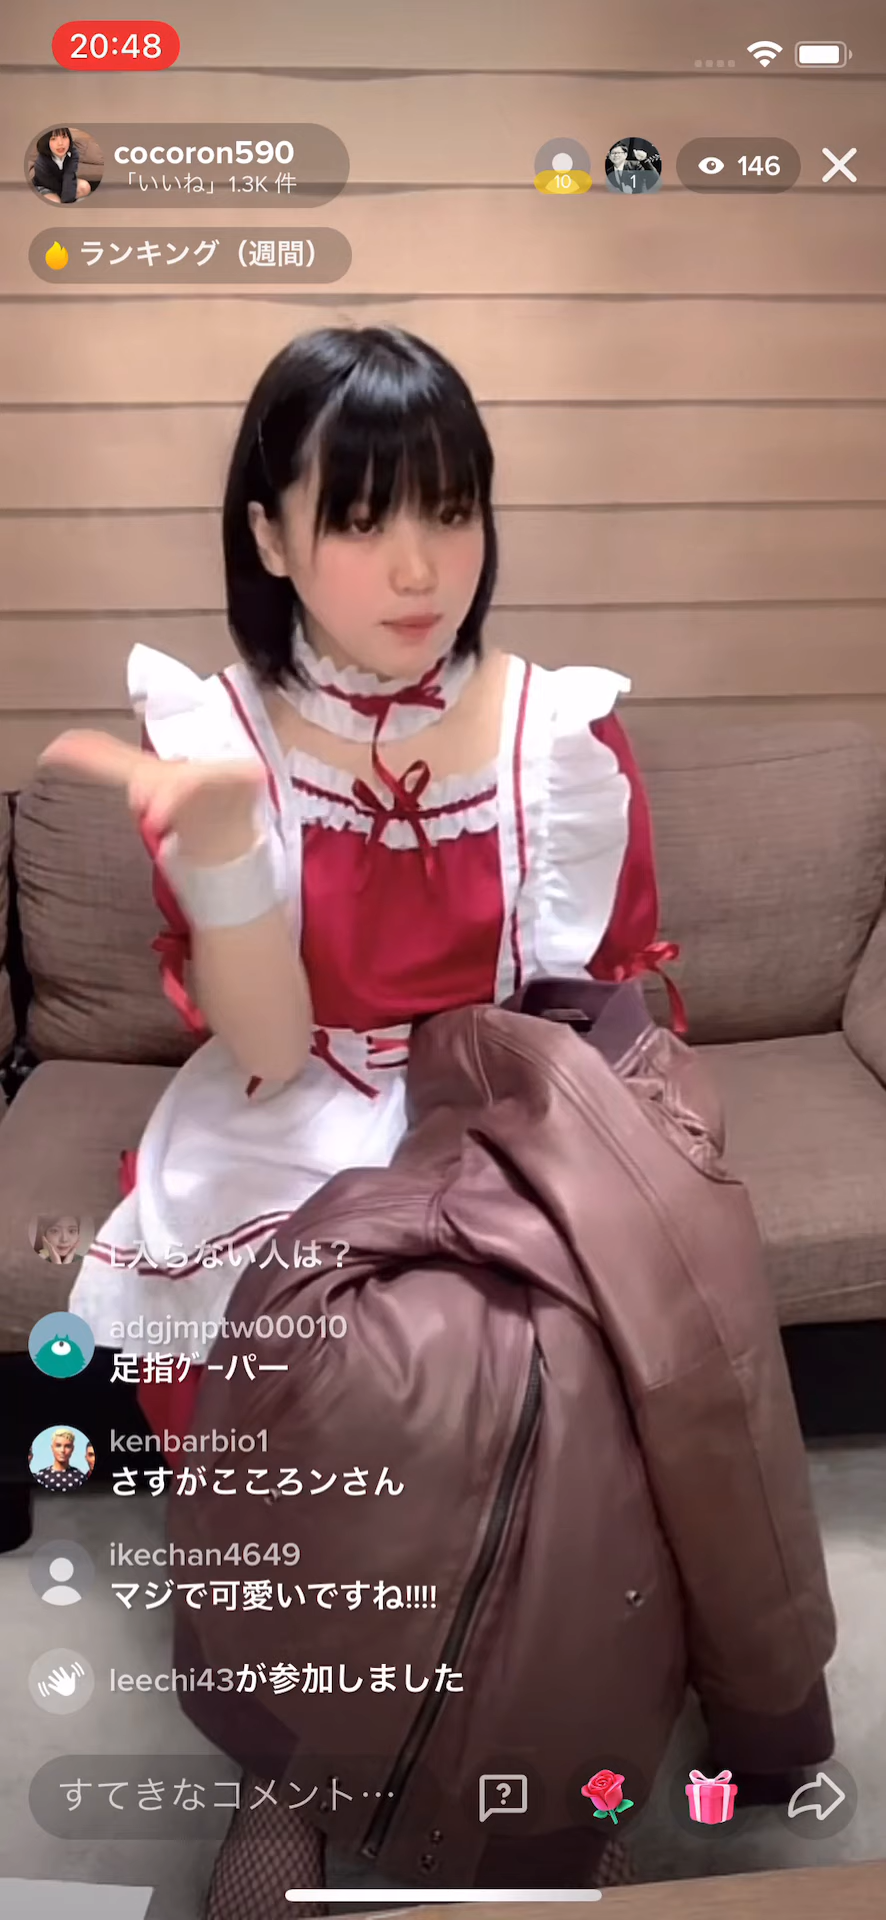 20:48
cocoron590
「いいね」1.3K 件
10
1
146
ランキング（週間）
L入らない人は？
adgjmptw00010
足指ｹﾞｰパー
kenbarbio1
さすがこころンさん
ikechan4649
マジで可愛いですね!!!!
leechi43が参加しました
すてきなコメント…